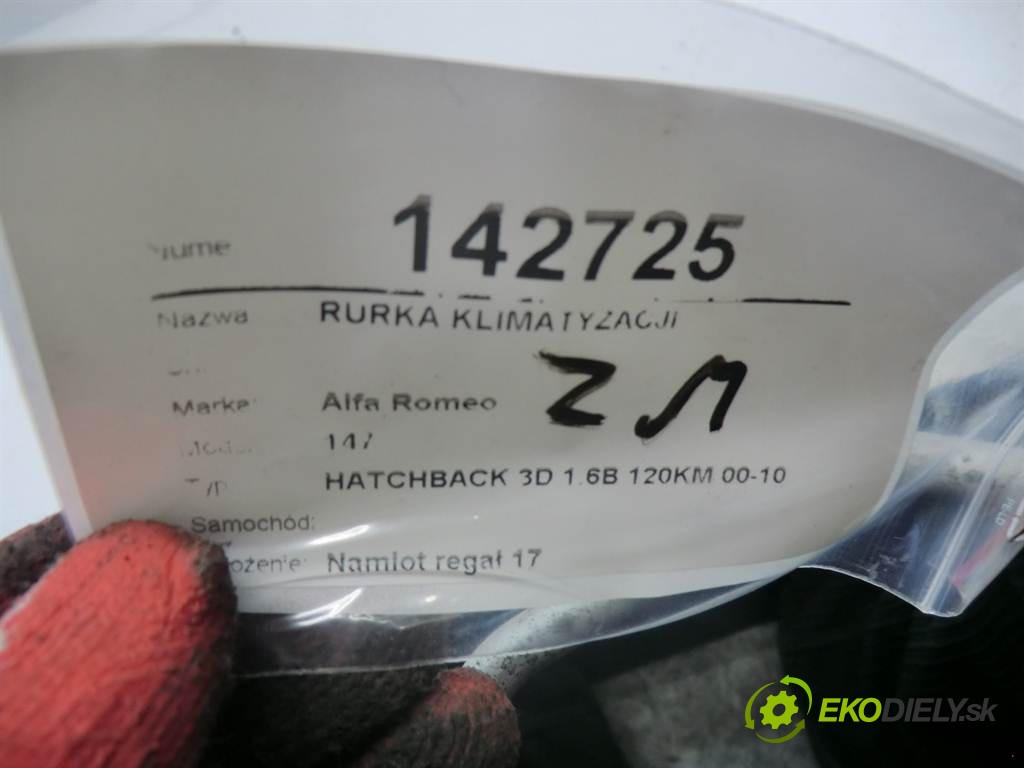 142725
Nazwa RURKA KLIMATYZACJI
Marka: Alfa Romeo
147
HATCHBACK 3D 1.6B 120KM 00-10
Samochód:
Namiot regał 17
EKODIELY.sk